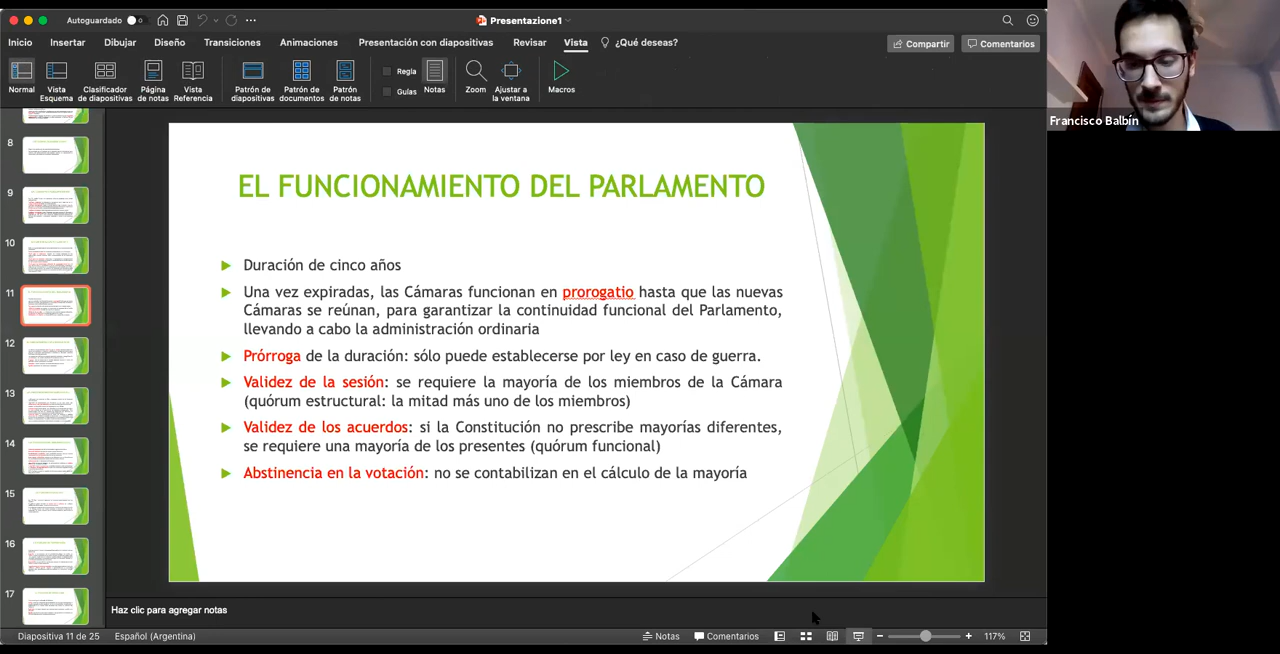 Autoguardado
Presentazione1
Inicio Insertar Dibujar Diseño Transiciones Animaciones Presentación con diapositivas Revisar Vista ¿Qué deseas? Compartir Comentarios
Normal
Vista Esquema
Clasificador de diapositivas
Página de notas
Vista Referencia
Patrón de diapositivas
Patrón de documentos
Patrón de notas
Regla
Guías
Notas
Zoom
Ajustar a la ventana
Macros
Francisco Balbín
8
9
10
11
12
13
14
15
16
17
EL FUNCIONAMIENTO DEL PARLAMENTO
Duración de cinco años
Una vez expiradas, las Cámaras funcionan en prorogatio hasta que las nuevas
Cámaras se reúnan, para garantizar la continuidad funcional del Parlamento,
llevando a cabo la administración ordinaria
Prórroga de la duración: sólo puede establecerse por ley en caso de guerra.
Validez de la sesión: se requiere la mayoría de los miembros de la Cámara
(quórum estructural: la mitad más uno de los miembros)
Validez de los acuerdos: si la Constitución no prescribe mayorías diferentes,
se requiere una mayoría de los presentes (quórum funcional)
Abstinencia en la votación: no se contabilizan en el cálculo de la mayoria
Haz clic para agregar notas
Diapositiva 11 de 25 Español (Argentina) Notas Comentarios 117%